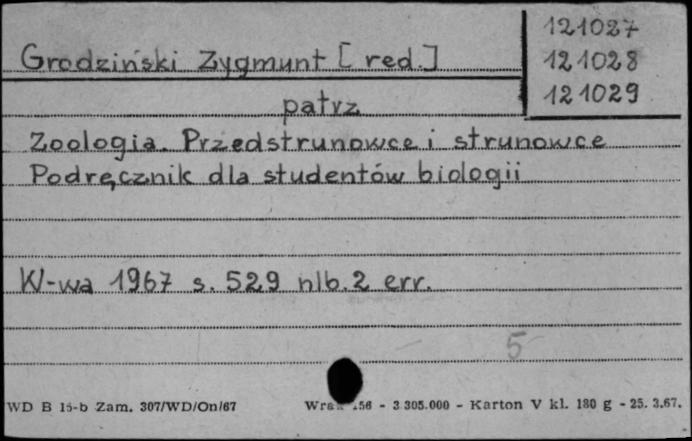 121027
Grodziński Zygmunt [red.]
121028
121029
patrz
Zoologia. Przedstrunowce i strunowce
Podręcznik dla studentów biologii
W-wa 1967 s. 529 nlb. 2 err.
5
WD B 15-b Zam. 307/WD/On/67 56 - 3.305.000 - Karton V kl. 180 g - 25. 3.67.